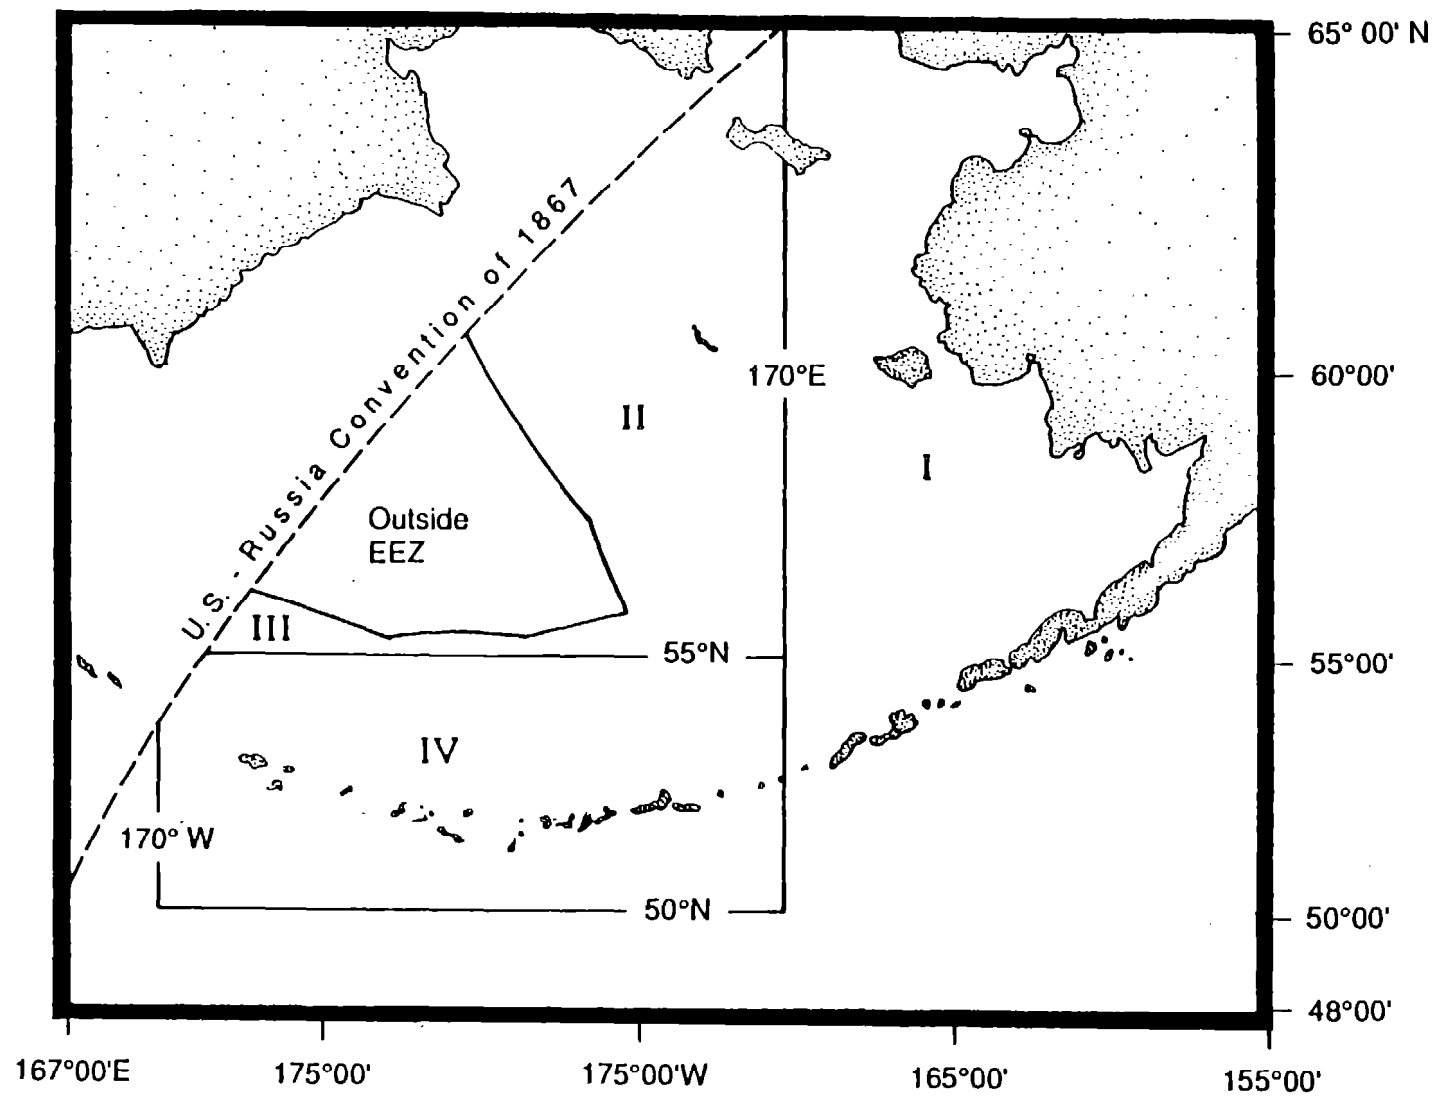 65° 00' N
U.S. - Russia Convention of 1867
170°E
60°00'
II
I
Outside
EEZ
III
55°N
55°00'
IV
170° W
50°N
50°00'
48°00'
167°00'E
175°00'
175°00'W
165°00'
155°00'